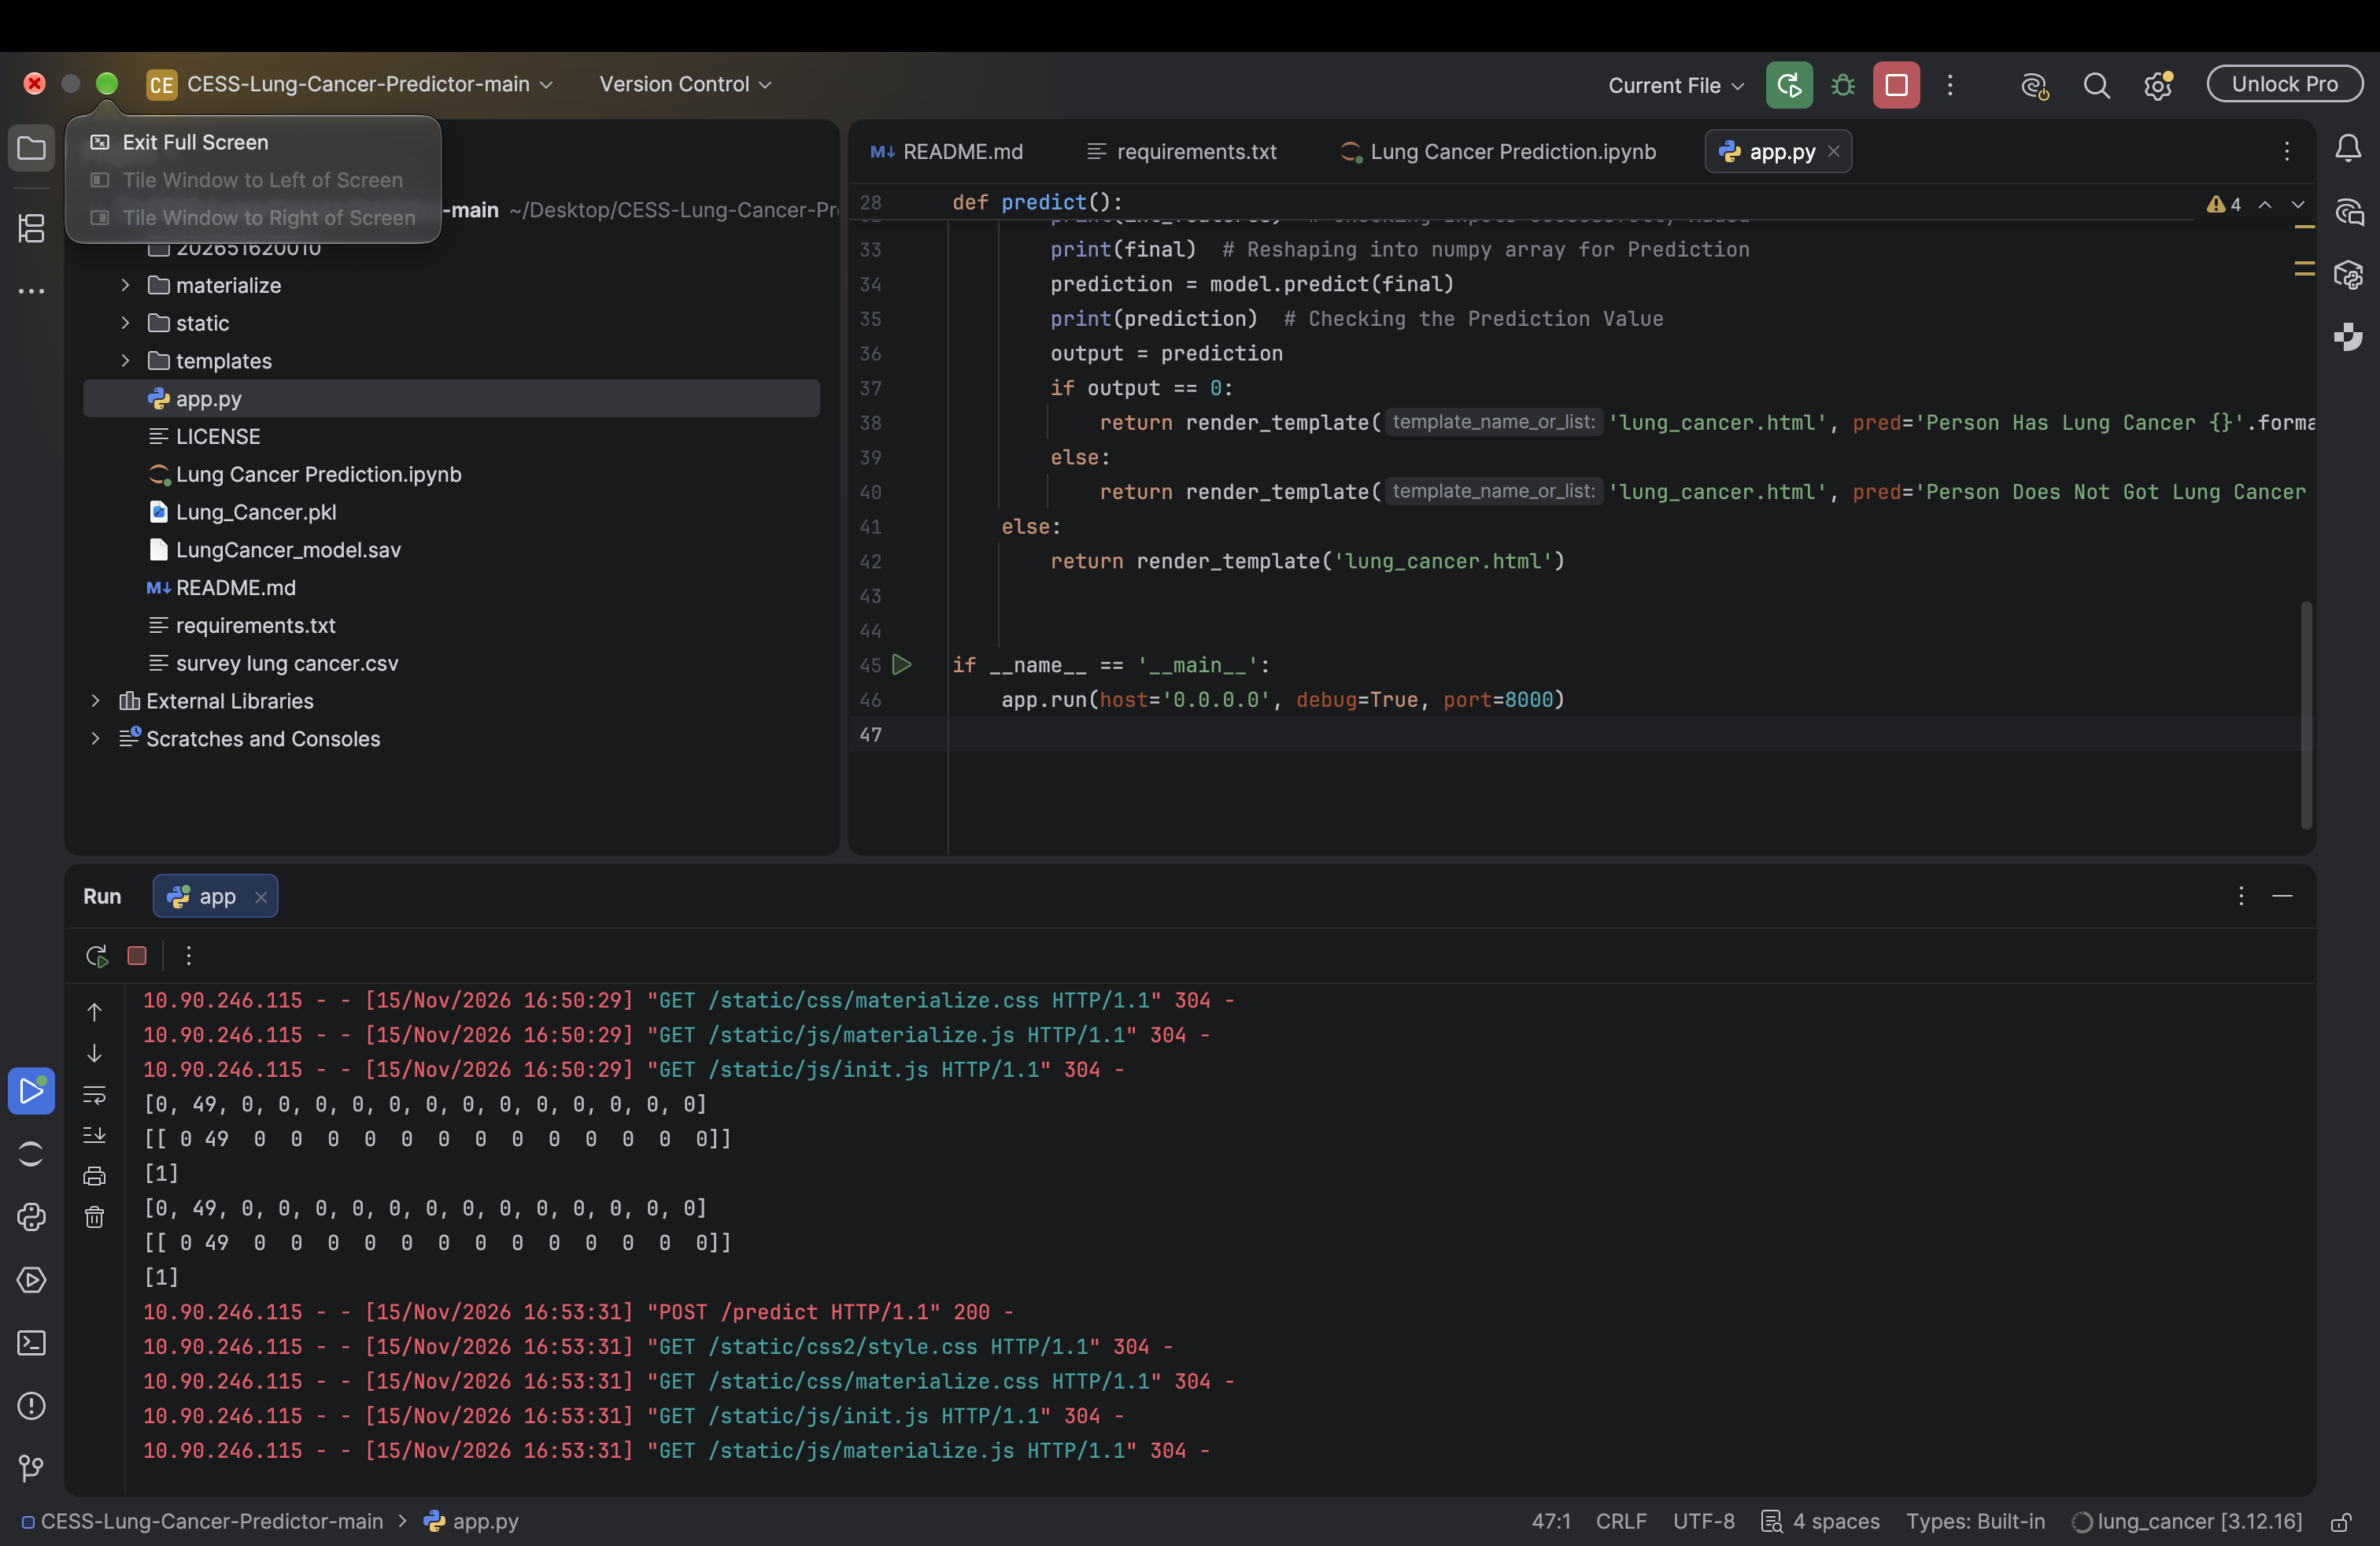 CE CESS-Lung-Cancer-Predictor-main Version Control Current File Unlock Pro
Exit Full Screen
Tile Window to Left of Screen
Tile Window to Right of Screen
-main ~/Desktop/CESS-Lung-Cancer-Pr
202651620010
materialize
static
templates
app.py
LICENSE
Lung Cancer Prediction.ipynb
Lung_Cancer.pkl
LungCancer_model.sav
README.md
requirements.txt
survey lung cancer.csv
External Libraries
Scratches and Consoles
README.md requirements.txt Lung Cancer Prediction.ipynb app.py
28 def predict():
4
33 print(final) # Reshaping into numpy array for Prediction
34 prediction = model.predict(final)
35 print(prediction) # Checking the Prediction Value
36 output = prediction
37 if output == 0:
38 return render_template( template_name_or_list: 'lung_cancer.html', pred='Person Has Lung Cancer {}'.forma
39 else:
40 return render_template( template_name_or_list: 'lung_cancer.html', pred='Person Does Not Got Lung Cancer
41 else:
42 return render_template('lung_cancer.html')
43
44
45 if __name__ == '__main__':
46 app.run(host='0.0.0.0', debug=True, port=8000)
47
Run app
10.90.246.115 - - [15/Nov/2026 16:50:29] "GET /static/css/materialize.css HTTP/1.1" 304 -
10.90.246.115 - - [15/Nov/2026 16:50:29] "GET /static/js/materialize.js HTTP/1.1" 304 -
10.90.246.115 - - [15/Nov/2026 16:50:29] "GET /static/js/init.js HTTP/1.1" 304 -
[0, 49, 0, 0, 0, 0, 0, 0, 0, 0, 0, 0, 0, 0, 0]
[[ 0 49 0 0 0 0 0 0 0 0 0 0 0 0 0]]
[1]
[0, 49, 0, 0, 0, 0, 0, 0, 0, 0, 0, 0, 0, 0, 0]
[[ 0 49 0 0 0 0 0 0 0 0 0 0 0 0 0]]
[1]
10.90.246.115 - - [15/Nov/2026 16:53:31] "POST /predict HTTP/1.1" 200 -
10.90.246.115 - - [15/Nov/2026 16:53:31] "GET /static/css2/style.css HTTP/1.1" 304 -
10.90.246.115 - - [15/Nov/2026 16:53:31] "GET /static/css/materialize.css HTTP/1.1" 304 -
10.90.246.115 - - [15/Nov/2026 16:53:31] "GET /static/js/init.js HTTP/1.1" 304 -
10.90.246.115 - - [15/Nov/2026 16:53:31] "GET /static/js/materialize.js HTTP/1.1" 304 -
CESS-Lung-Cancer-Predictor-main > app.py 47:1 CRLF UTF-8 4 spaces Types: Built-in lung_cancer [3.12.16]